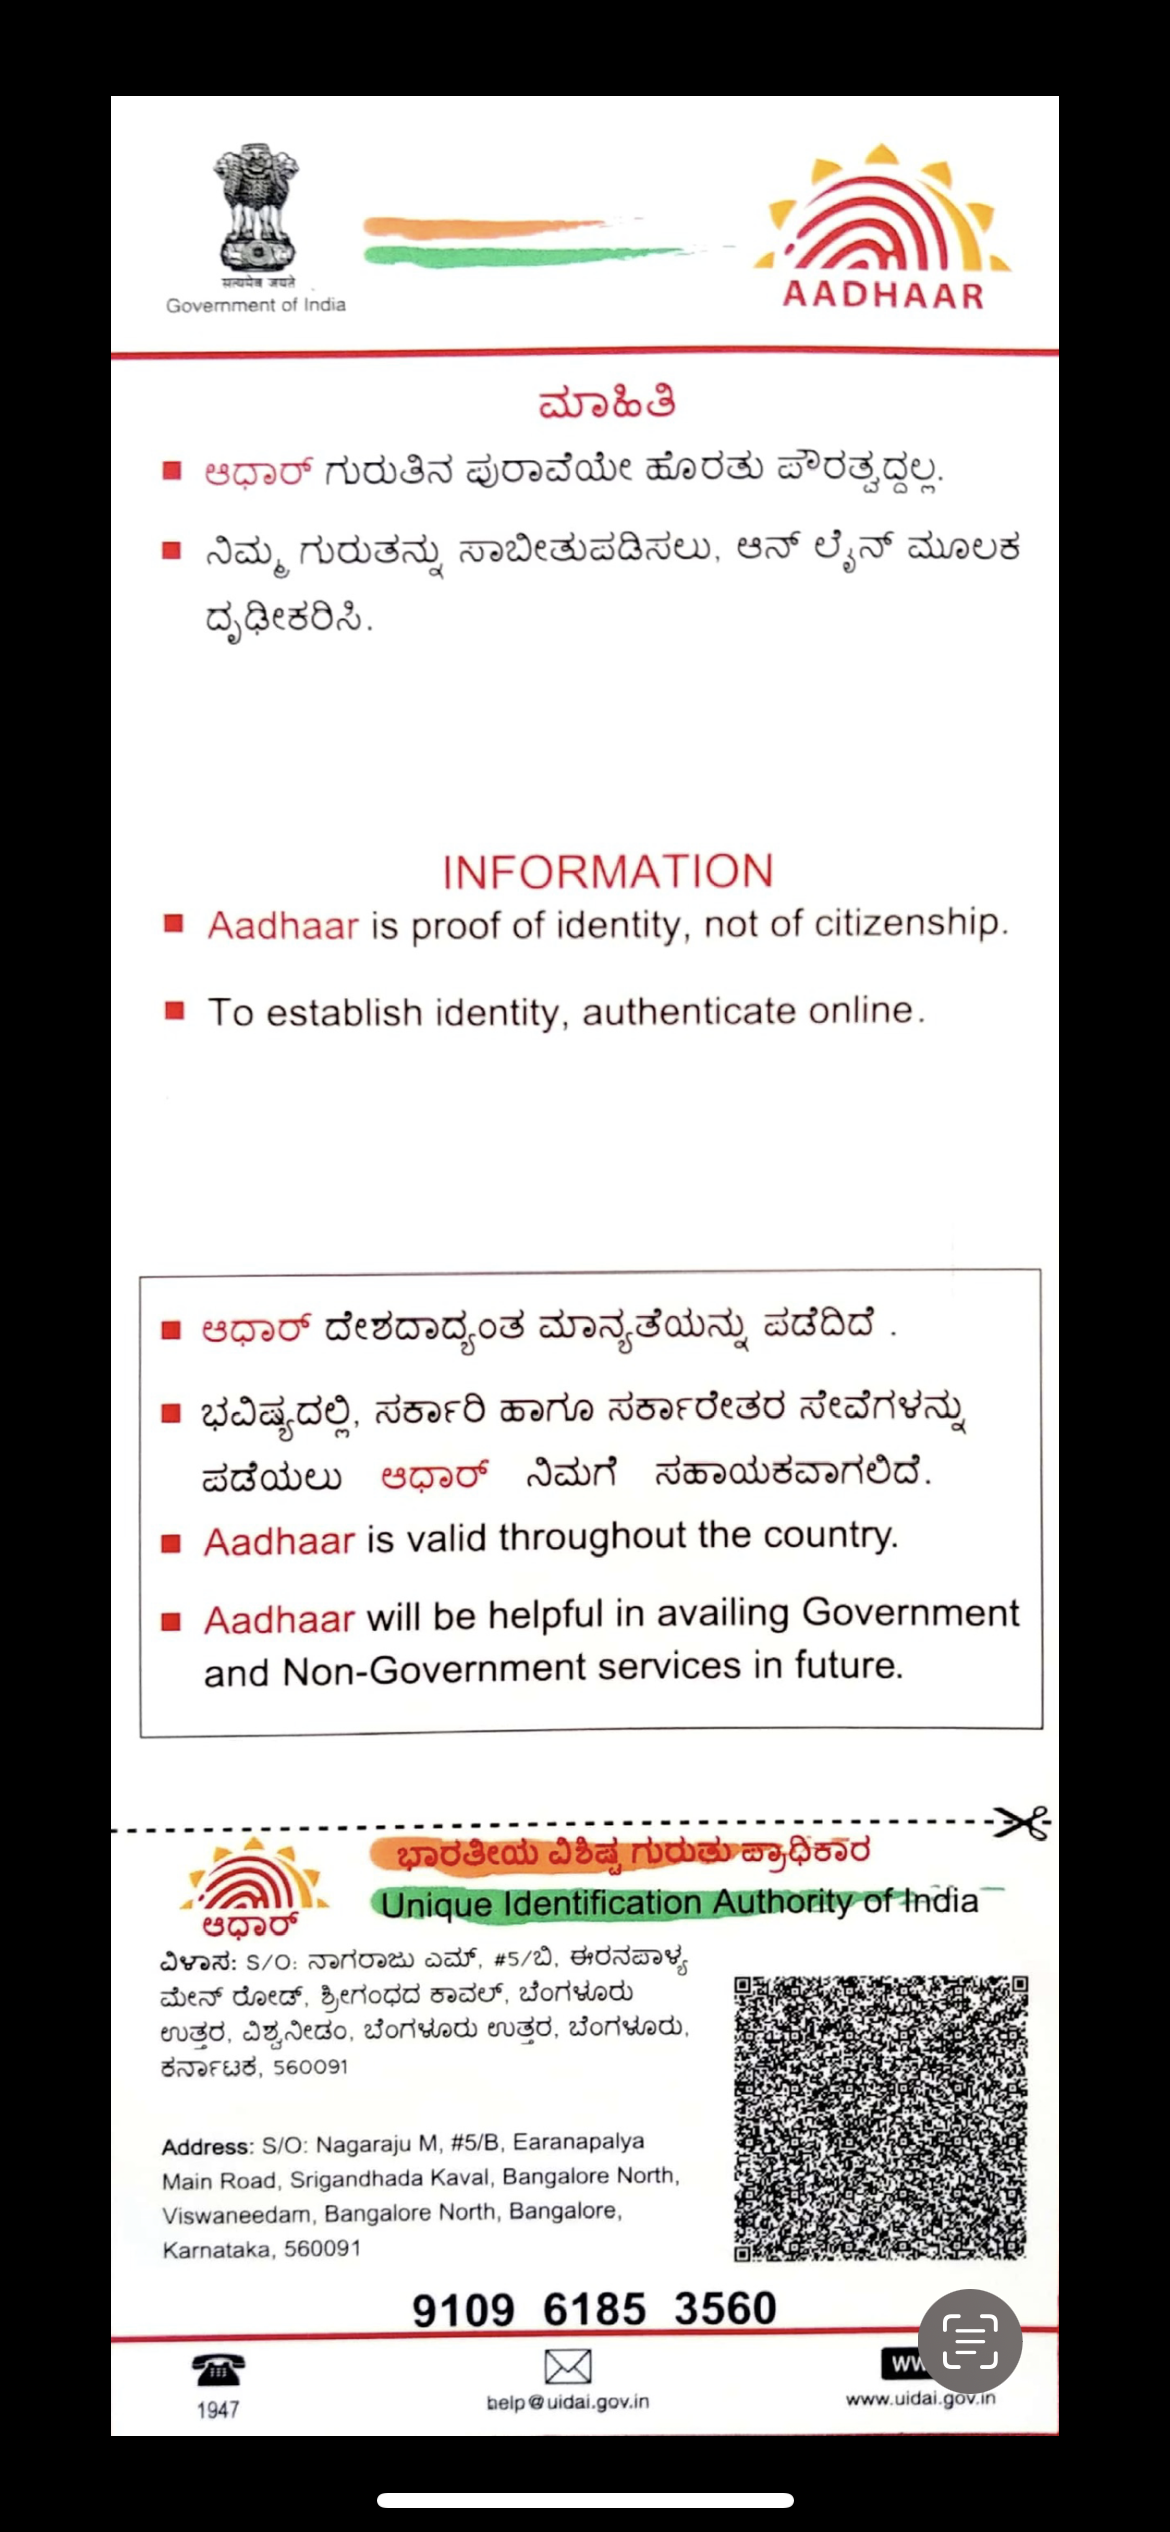 सत्यमेव जयते
Government of India
AADHAAR
ಮಾಹಿತಿ
ಆಧಾರ್ ಗುರುತಿನ ಪುರಾವೆಯೇ ಹೊರತು ಪೌರತ್ವದ್ದಲ್ಲ.
ನಿಮ್ಮ ಗುರುತನ್ನು ಸಾಬೀತುಪಡಿಸಲು, ಆನ್ ಲೈನ್ ಮೂಲಕ
ದೃಢೀಕರಿಸಿ.
INFORMATION
Aadhaar is proof of identity, not of citizenship.
To establish identity, authenticate online.
ಆಧಾರ್ ದೇಶದಾದ್ಯಂತ ಮಾನ್ಯತೆಯನ್ನು ಪಡೆದಿದೆ .
ಭವಿಷ್ಯದಲ್ಲಿ, ಸರ್ಕಾರಿ ಹಾಗೂ ಸರ್ಕಾರೇತರ ಸೇವೆಗಳನ್ನು
ಪಡೆಯಲು ಆಧಾರ್ ನಿಮಗೆ ಸಹಾಯಕವಾಗಲಿದೆ.
Aadhaar is valid throughout the country.
Aadhaar will be helpful in availing Government
and Non-Government services in future.
ಭಾರತೀಯ ವಿಶಿಷ್ಟ ಗುರುತು ಪ್ರಾಧಿಕಾರ
Unique Identification Authority of India
ಆಧಾರ್
ವಿಳಾಸ: S/O: ನಾಗರಾಜು ಎಮ್, #5/ಬಿ, ಈರನಪಾಳ್ಯ
ಮೇನ್ ರೋಡ್, ಶ್ರೀಗಂಧದ ಕಾವಲ್, ಬೆಂಗಳೂರು
ಉತ್ತರ, ವಿಶ್ವನೀಡಂ, ಬೆಂಗಳೂರು ಉತ್ತರ, ಬೆಂಗಳೂರು,
ಕರ್ನಾಟಕ, 560091
Address: S/O: Nagaraju M, #5/B, Earanapalya
Main Road, Srigandhada Kaval, Bangalore North,
Viswaneedam, Bangalore North, Bangalore,
Karnataka, 560091
9109 6185 3560
1947
help@uidai.gov.in
www.uidai.gov.in